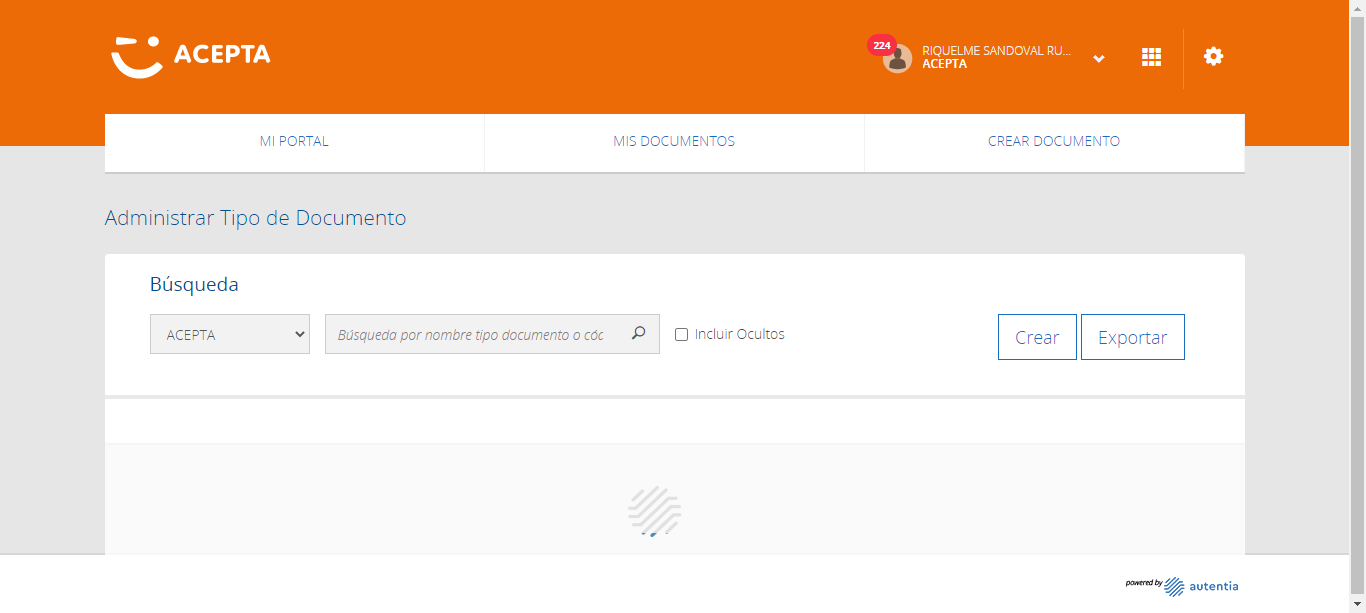 ACEPTA
224
RIQUELME SANDOVAL RU...
ACEPTA
MI PORTAL
MIS DOCUMENTOS
CREAR DOCUMENTO
Administrar Tipo de Documento
Búsqueda
ACEPTA
Búsqueda por nombre tipo documento o cóc
Incluir Ocultos
Crear
Exportar
powered by autentia